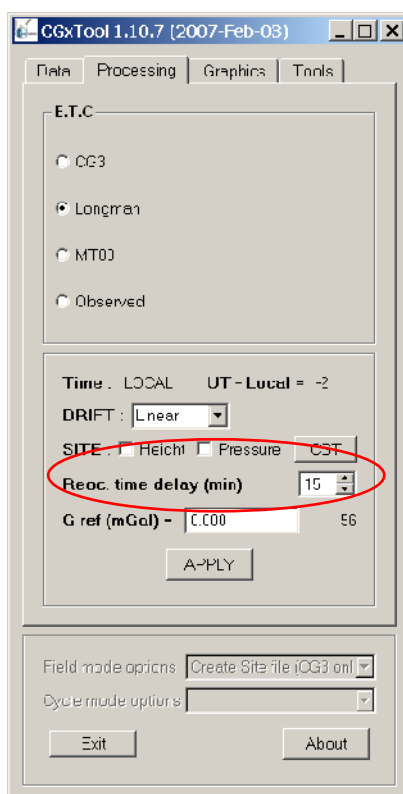 CGxTool 1.10.7 (2007-Feb-03)
Data Processing Graphics Tools
E.T.C
CG3
Longman
MT00
Observed
Time : LOCAL UT - Local = -2
DRIFT : Linear
SITE : Height Pressure CST
Reoc. time delay (min) 15
G ref (mGal) = 0.000 56
APPLY
Field mode options Create Site file (CG3 onl
Cycle mode options
Exit About